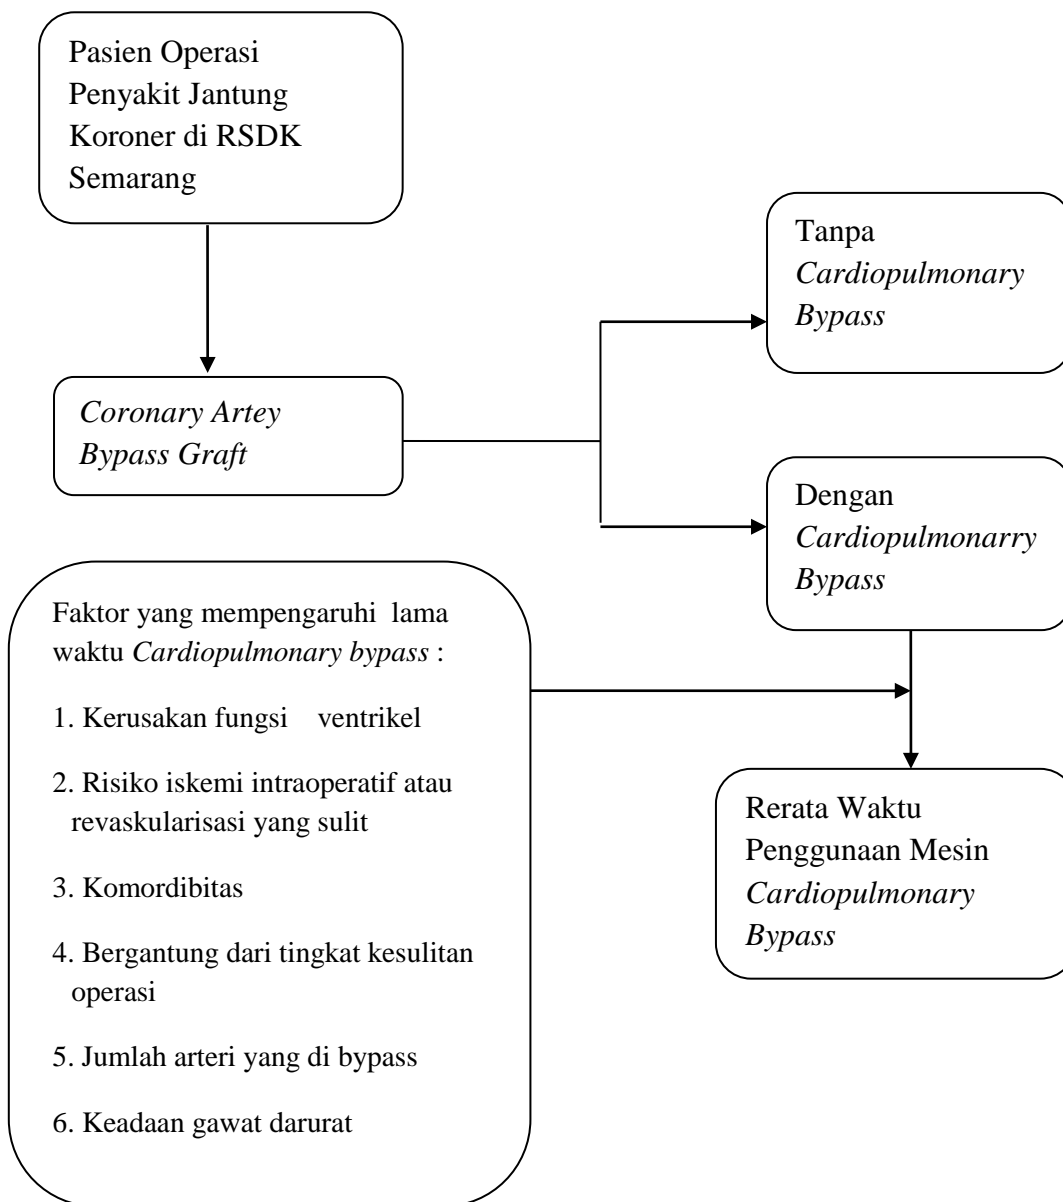 Pasien Operasi
Penyakit Jantung
Koroner di RSDK
Semarang
Tanpa
Cardiopulmonary
Bypass
Coronary Artey
Bypass Graft
Dengan
Cardiopulmonarry
Bypass
Faktor yang mempengaruhi lama
waktu Cardiopulmonary bypass :
1. Kerusakan fungsi ventrikel
2. Risiko iskemi intraoperatif atau
revaskularisasi yang sulit
3. Komordibitas
4. Bergantung dari tingkat kesulitan
operasi
5. Jumlah arteri yang di bypass
6. Keadaan gawat darurat
Rerata Waktu
Penggunaan Mesin
Cardiopulmonary
Bypass